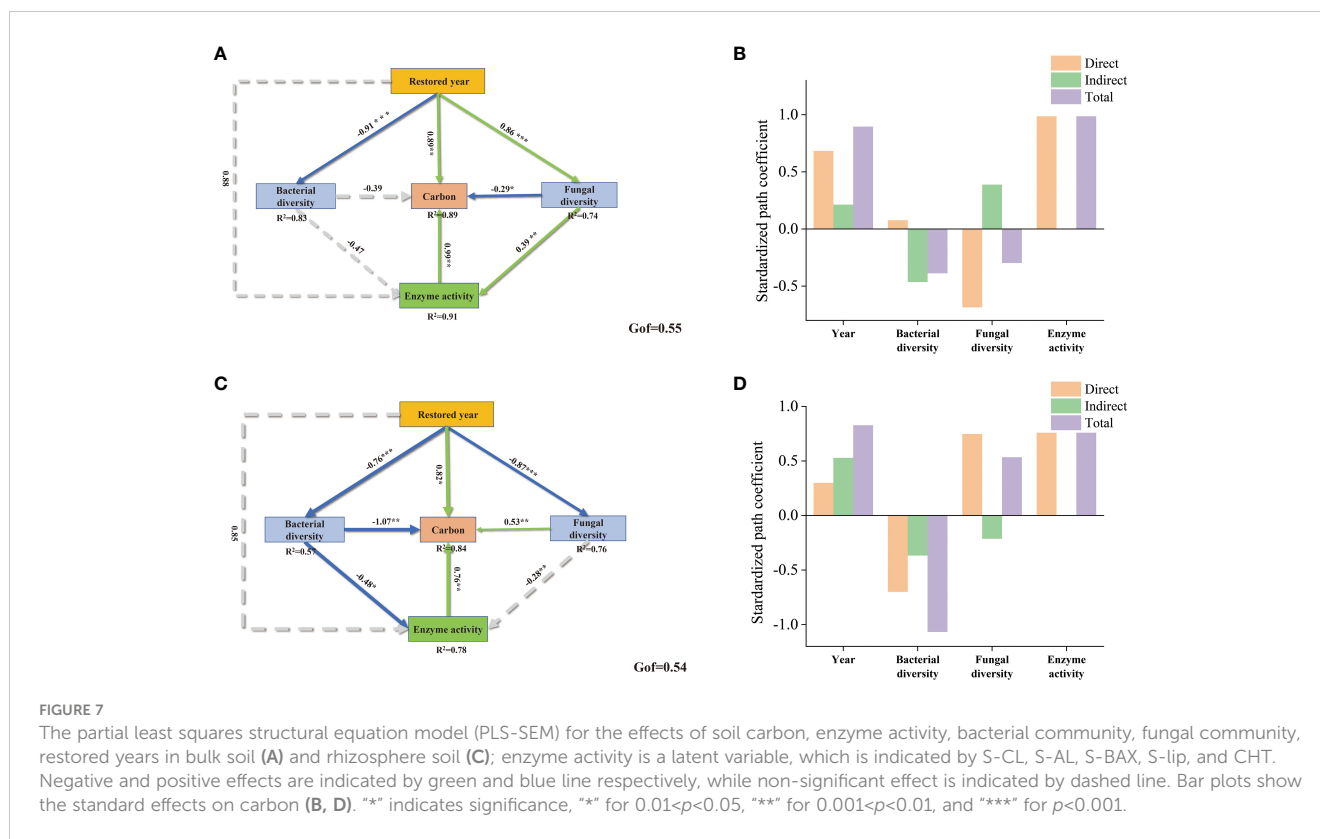 A
Restored year
-0.91 * * *
0.89**
0.86 ***
0.88
Bacterial
diversity
R²=0.83
-0.39
Carbon
R²=0.89
-0.29*
Fungal
diversity
R²=0.74
-0.47
0.99**
0.39 **
Enzyme activity
R²=0.91
Gof=0.55
B
Direct
Indirect
Total
Stardardized path coefficient
1.0
0.5
0.0
-0.5
Year
Bacterial
diversity
Fungal
diversity
Enzyme
activity
C
Restored year
-0.76***
0.82*
-0.87***
0.85
Bacterial
diversity
R²=0.57
-1.07**
Carbon
R²=0.84
0.53**
Fungal
diversity
R²=0.76
-0.48*
0.76**
-0.28**
Enzyme activity
R²=0.78
Gof=0.54
D
Direct
Indirect
Total
Stardardized path coefficient
1.0
0.5
0.0
-0.5
-1.0
Year
Bacterial
diversity
Fungal
diversity
Enzyme
activity
FIGURE 7
The partial least squares structural equation model (PLS-SEM) for the effects of soil carbon, enzyme activity, bacterial community, fungal community,
restored years in bulk soil (A) and rhizosphere soil (C); enzyme activity is a latent variable, which is indicated by S-CL, S-AL, S-BAX, S-lip, and CHT.
Negative and positive effects are indicated by green and blue line respectively, while non-significant effect is indicated by dashed line. Bar plots show
the standard effects on carbon (B, D). "*" indicates significance, "*" for 0.01<p<0.05, "**" for 0.001<p<0.01, and "***" for p<0.001.